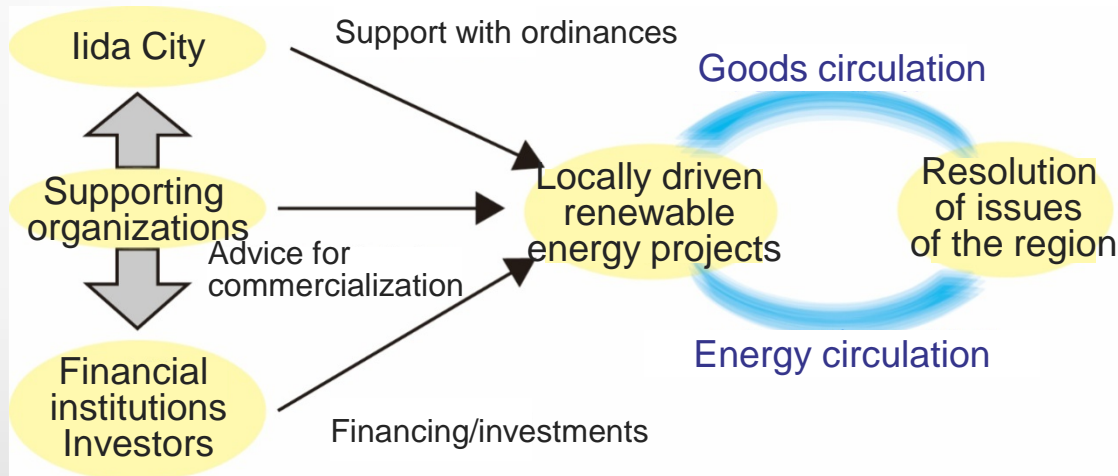 Iida City
Support with ordinances
Goods circulation
Supporting
organizations
Advice for
commercialization
Locally driven
renewable
energy projects
Resolution
of issues
of the region
Energy circulation
Financial
institutions
Investors
Financing/investments